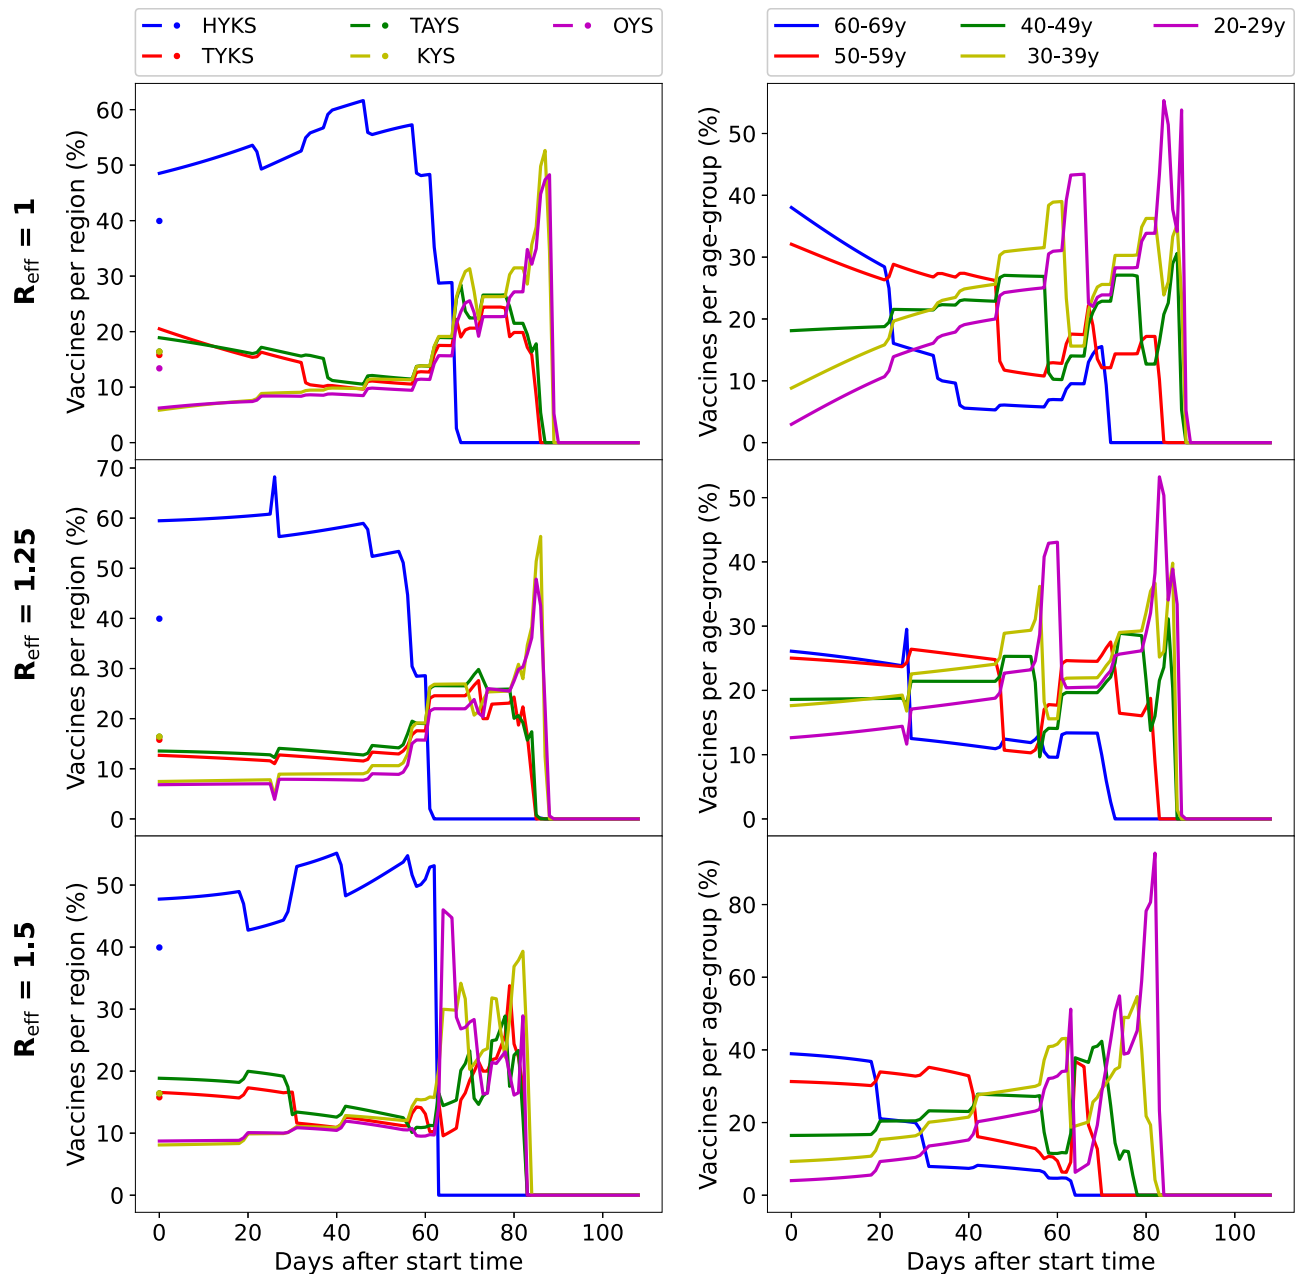 HYKS TAYS OYS
TYKS KYS
60-69y 40-49y 20-29y
50-59y 30-39y
R_eff = 1
Vaccines per region (%)
60
50
40
30
20
10
0
Vaccines per age-group (%)
50
40
30
20
10
0
R_eff = 1.25
Vaccines per region (%)
70
60
50
40
30
20
10
0
Vaccines per age-group (%)
50
40
30
20
10
0
R_eff = 1.5
Vaccines per region (%)
50
40
30
20
10
0
Vaccines per age-group (%)
80
60
40
20
0
0 20 40 60 80 100
Days after start time
0 20 40 60 80 100
Days after start time